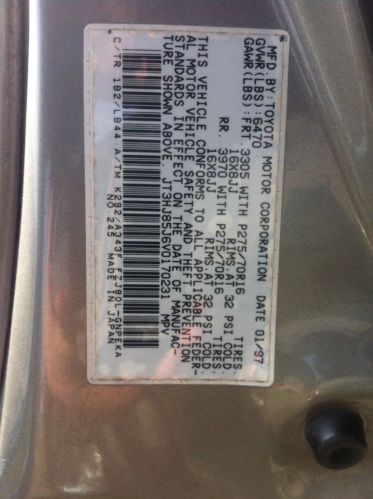 MFD.BY:TOYOTA MOTOR CORPORATION DATE 01/97
GVWR(LBS):6470
GAWR(LBS):FRT. 3305 WITH P275/70R16 TIRES,
16X8JJ RIMS,AT 32 PSI COLD
RR. 3970 WITH P275/70R16 TIRES,
16X8JJ RIMS,AT 32 PSI COLD
THIS VEHICLE CONFORMS TO ALL APPLICABLE FEDER-
AL MOTOR VEHICLE SAFETY AND THEFT PREVENTION
STANDARDS IN EFFECT ON THE DATE OF MANUFAC-
TURE SHOWN ABOVE. JT3HJ85J6V0170231 MPV
C/TR 1B2/LB44 A/TM K292/A343F FZJ80L-GNPEKA
NO.245 MADE IN JAPAN